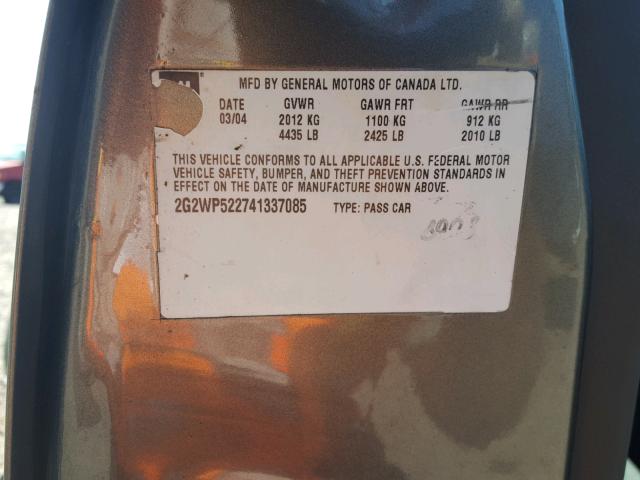 MFD BY GENERAL MOTORS OF CANADA LTD.
DATE GVWR GAWR FRT GAWR RR
03/04 2012 KG 1100 KG 912 KG
4435 LB 2425 LB 2010 LB
THIS VEHICLE CONFORMS TO ALL APPLICABLE U.S. FEDERAL MOTOR
VEHICLE SAFETY, BUMPER, AND THEFT PREVENTION STANDARDS IN
EFFECT ON THE DATE OF MANUFACTURE SHOWN ABOVE.
2G2WP522741337085 TYPE: PASS CAR